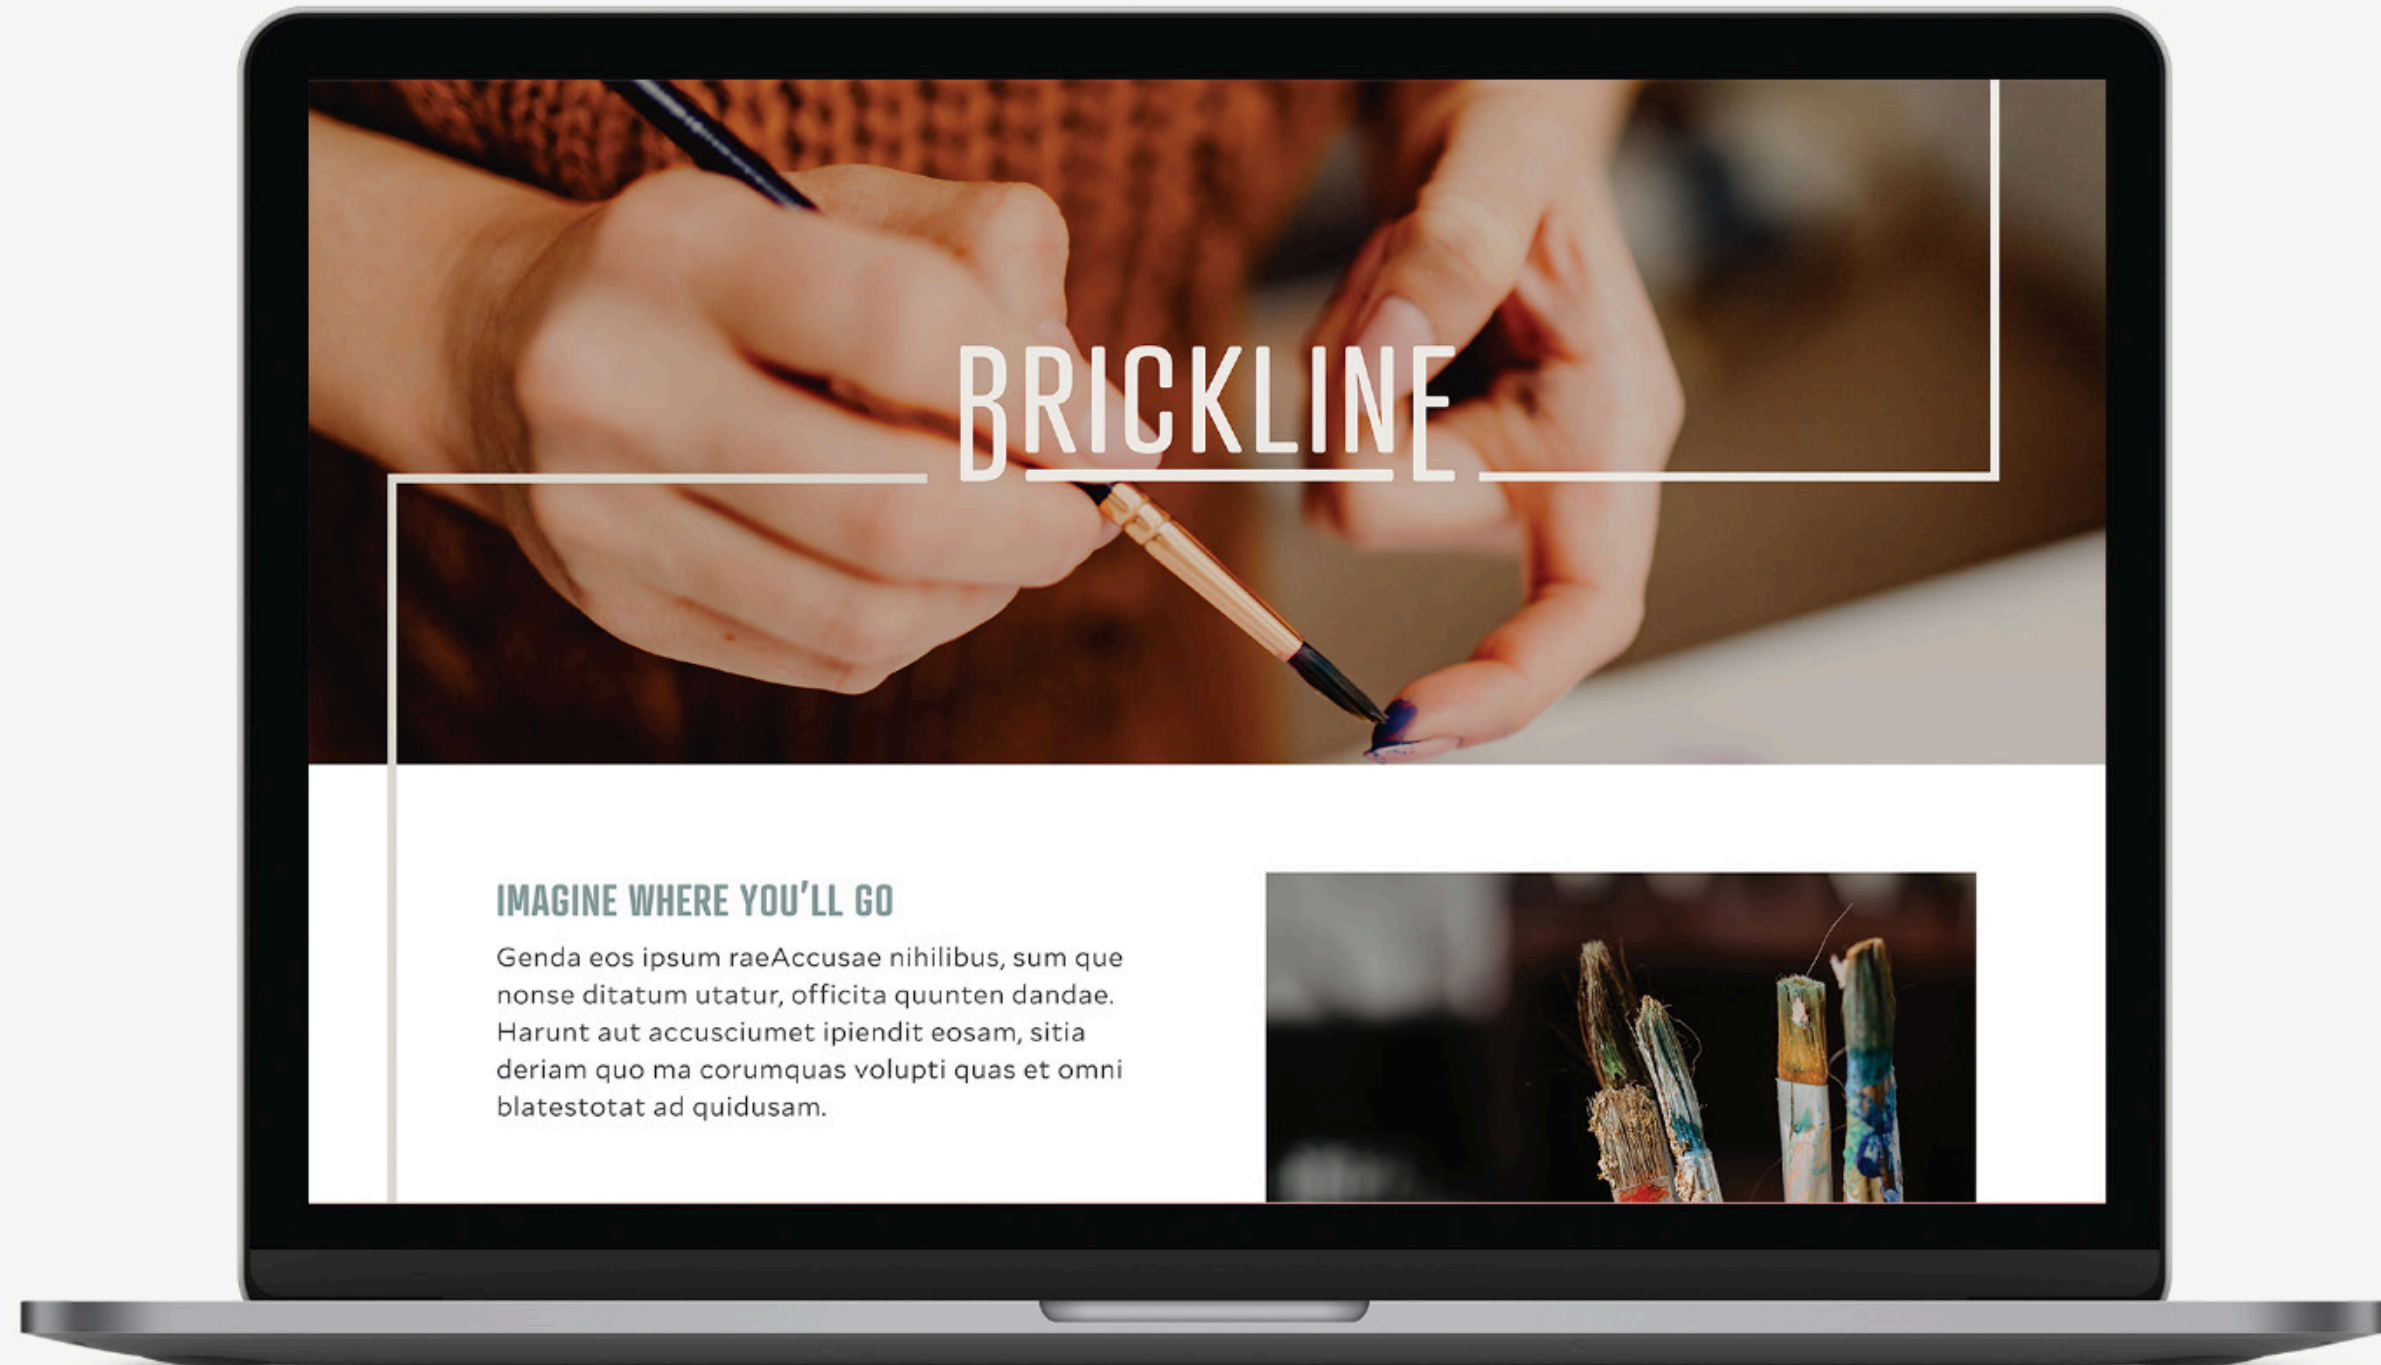 BRICKLINE
IMAGINE WHERE YOU'LL GO
Genda eos ipsum raeAccusae nihilibus, sum que
nonse ditatum utatur, officita quunten dandae.
Harunt aut accusciumet ipiendit eosam, sitia
deriam quo ma corumquas volupti quas et omni
blatestotat ad quidusam.